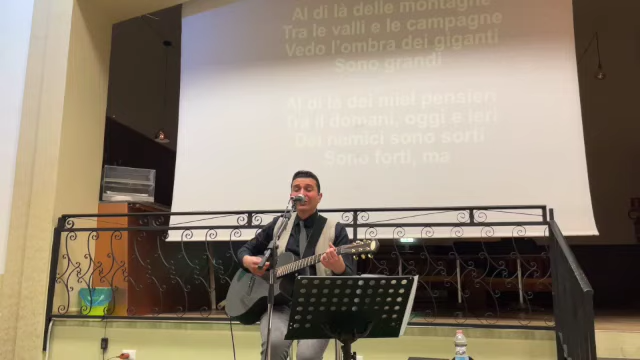 Al di là delle montagne
Tra le valli e le campagne
Vedo l'ombra dei giganti
Sono grandi
Al di là dei miei pensieri
Tra il domani, oggi e ieri
Dei nemici sono sorti
Sono forti, ma